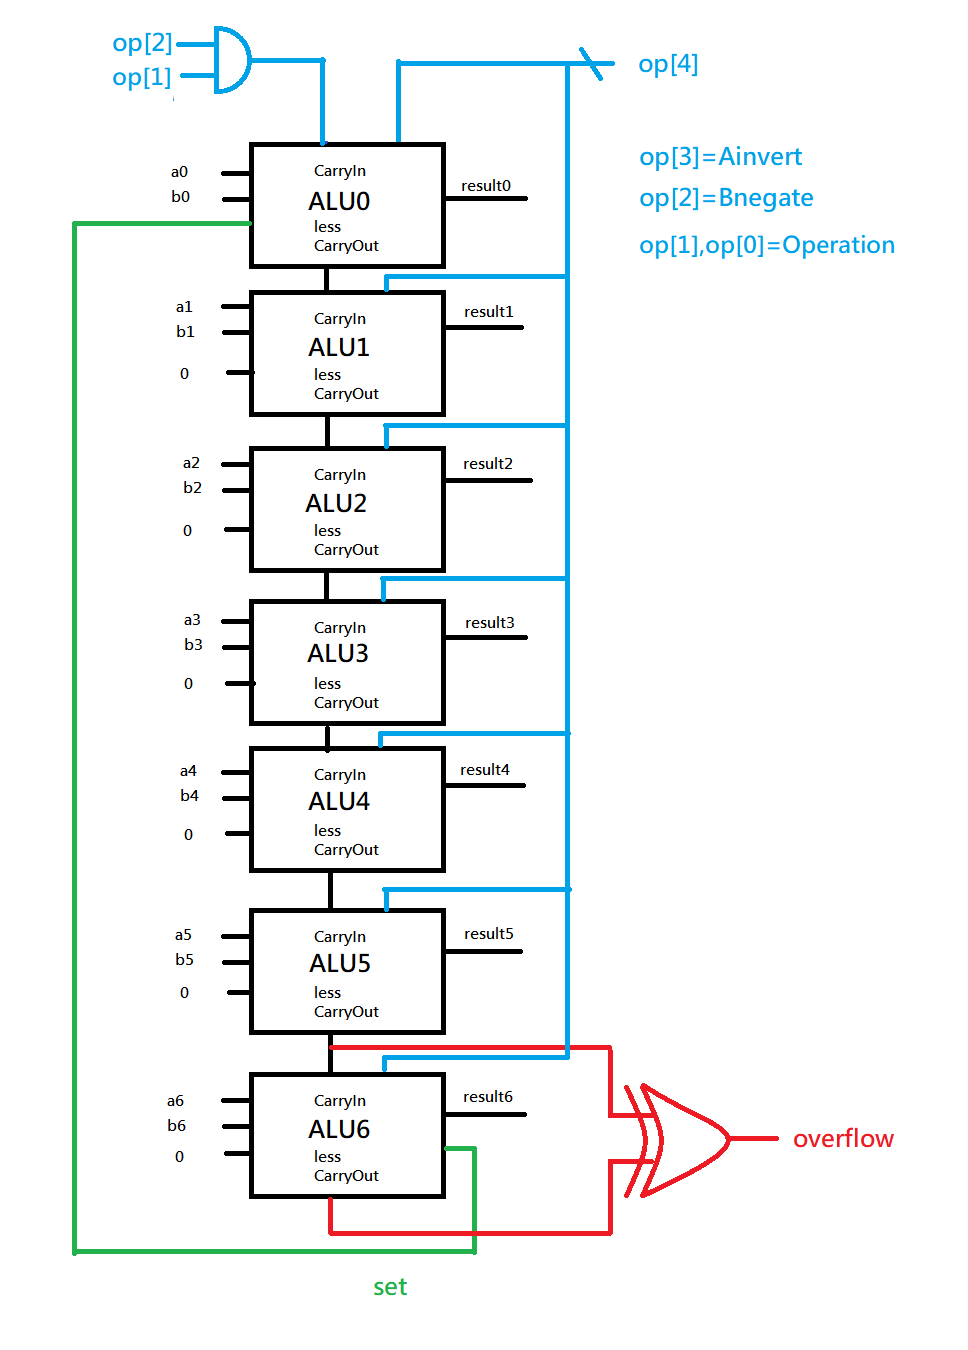 op[2]
op[1]
op[4]
op[3]=Ainvert
op[2]=Bnegate
op[1],op[0]=Operation
a0
b0
CarryIn
ALU0
less
CarryOut
result0
a1
b1
0
CarryIn
ALU1
less
CarryOut
result1
a2
b2
0
CarryIn
ALU2
less
CarryOut
result2
a3
b3
0
CarryIn
ALU3
less
CarryOut
result3
a4
b4
0
CarryIn
ALU4
less
CarryOut
result4
a5
b5
0
CarryIn
ALU5
less
CarryOut
result5
a6
b6
0
CarryIn
ALU6
less
CarryOut
result6
overflow
set